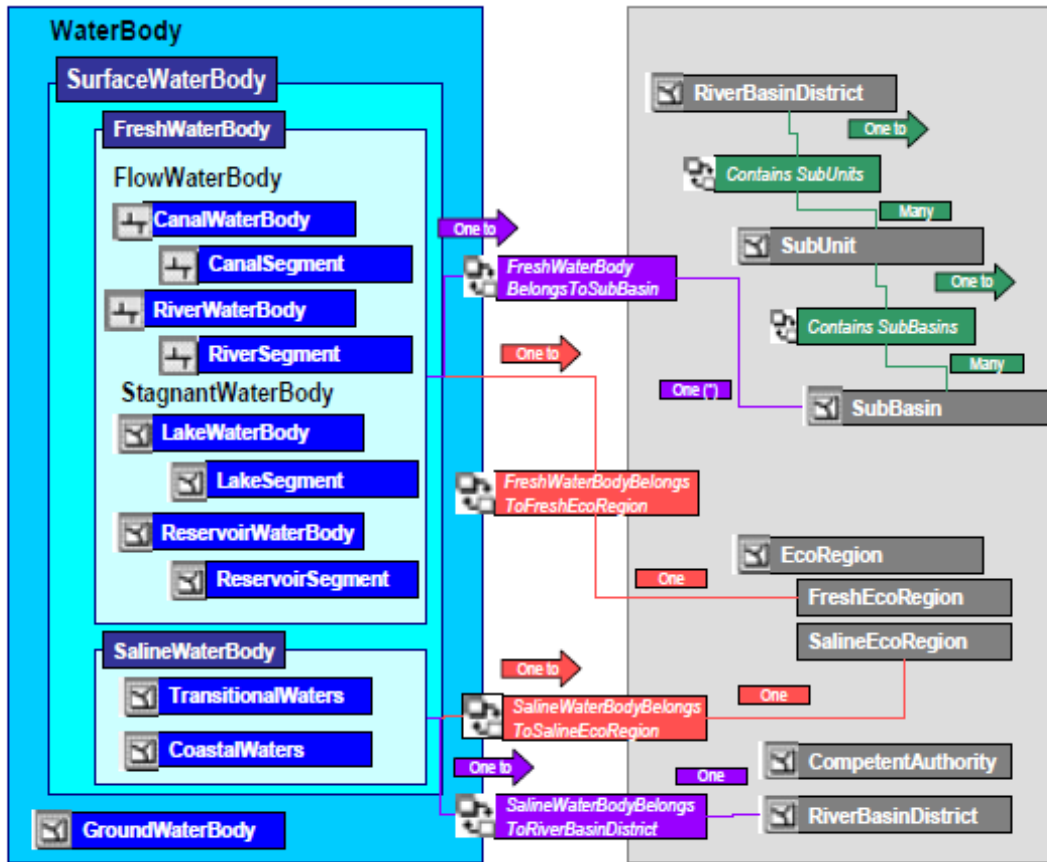 WaterBody
SurfaceWaterBody
FreshWaterBody
FlowWaterBody
CanalWaterBody
CanalSegment
RiverWaterBody
RiverSegment
StagnantWaterBody
LakeWaterBody
LakeSegment
ReservoirWaterBody
ReservoirSegment
SalineWaterBody
TransitionalWaters
CoastalWaters
GroundWaterBody
One to
FreshWaterBody
BelongsToSubBasin
One to
One (*)
FreshWaterBodyBelongs
ToFreshEcoRegion
One
One to
SalineWaterBodyBelongs
ToSalineEcoRegion
One
One to
SalineWaterBodyBelongs
ToRiverBasinDistrict
One
RiverBasinDistrict
One to
Contains SubUnits
Many
SubUnit
One to
Contains SubBasins
Many
SubBasin
EcoRegion
FreshEcoRegion
SalineEcoRegion
CompetentAuthority
RiverBasinDistrict